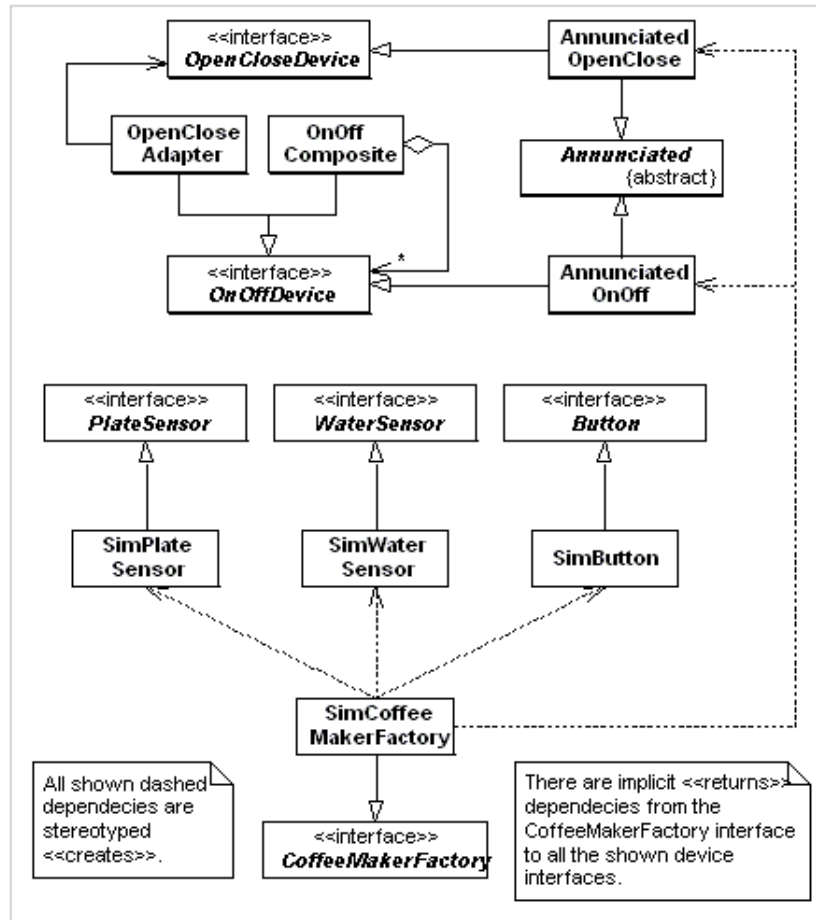 <<interface>>
OpenCloseDevice
Annunciated
OpenClose
OpenClose
Adapter
OnOff
Composite
Annunciated
{abstract}
*
<<interface>>
OnOffDevice
Annunciated
OnOff
<<interface>>
PlateSensor
<<interface>>
WaterSensor
<<interface>>
Button
SimPlate
Sensor
SimWater
Sensor
SimButton
SimCoffee
MakerFactory
All shown dashed
dependecies are
stereotyped
<<creates>>.
<<interface>>
CoffeeMakerFactory
There are implicit <<returns>>
dependecies from the
CoffeeMakerFactory interface
to all the shown device
interfaces.